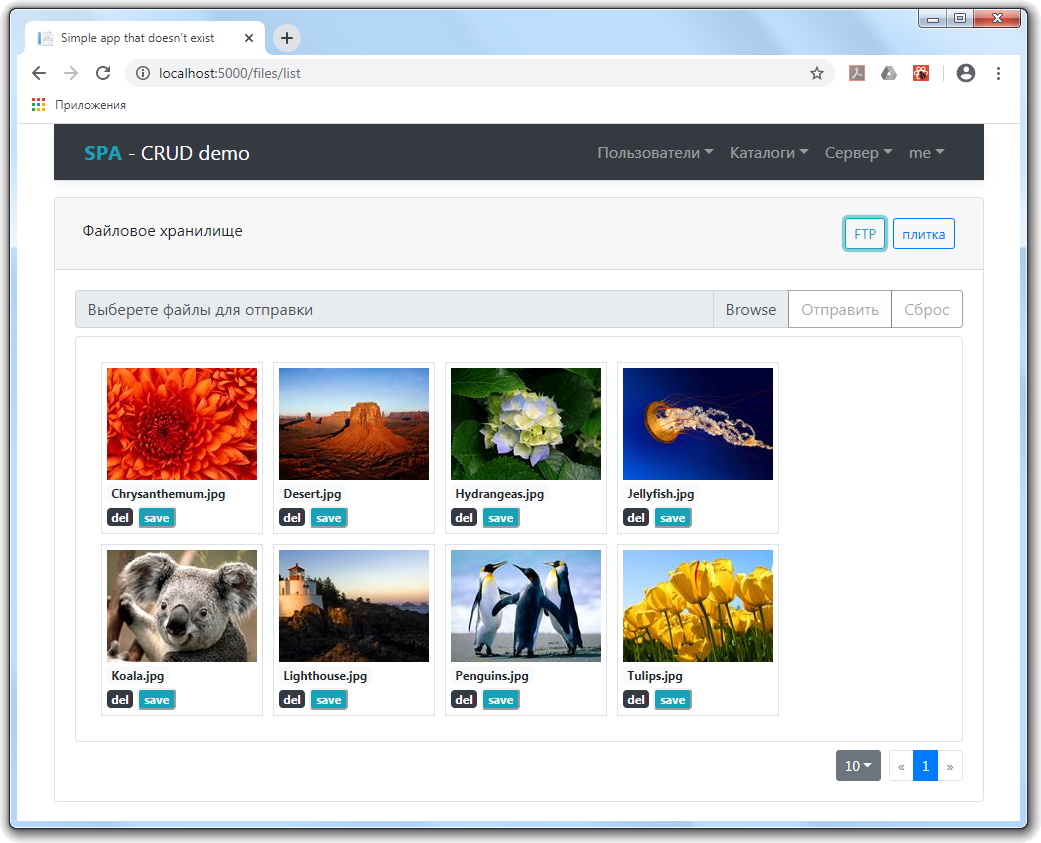 Simple app that doesn't exist
localhost:5000/files/list
Приложения
SPA - CRUD demo Пользователи Каталоги Сервер me
Файловое хранилище FTP плитка
Выберете файлы для отправки Browse Отправить Сброс
Chrysanthemum.jpg Desert.jpg Hydrangeas.jpg Jellyfish.jpg
del save del save del save del save
Koala.jpg Lighthouse.jpg Penguins.jpg Tulips.jpg
del save del save del save del save
10 « 1 »